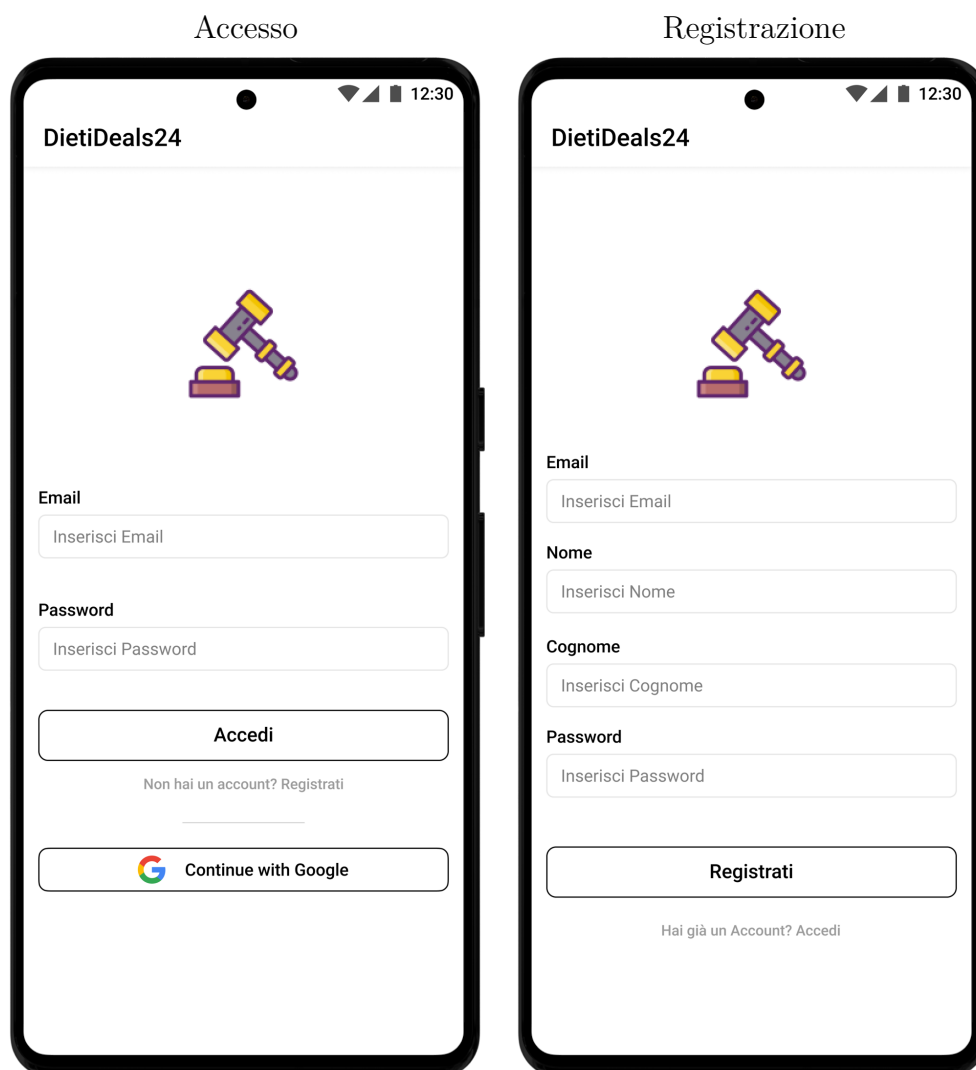 Accesso
12:30
DietiDeals24
Email
Inserisci Email
Password
Inserisci Password
Accedi
Non hai un account? Registrati
Continue with Google
Registrazione
12:30
DietiDeals24
Email
Inserisci Email
Nome
Inserisci Nome
Cognome
Inserisci Cognome
Password
Inserisci Password
Registrati
Hai già un Account? Accedi